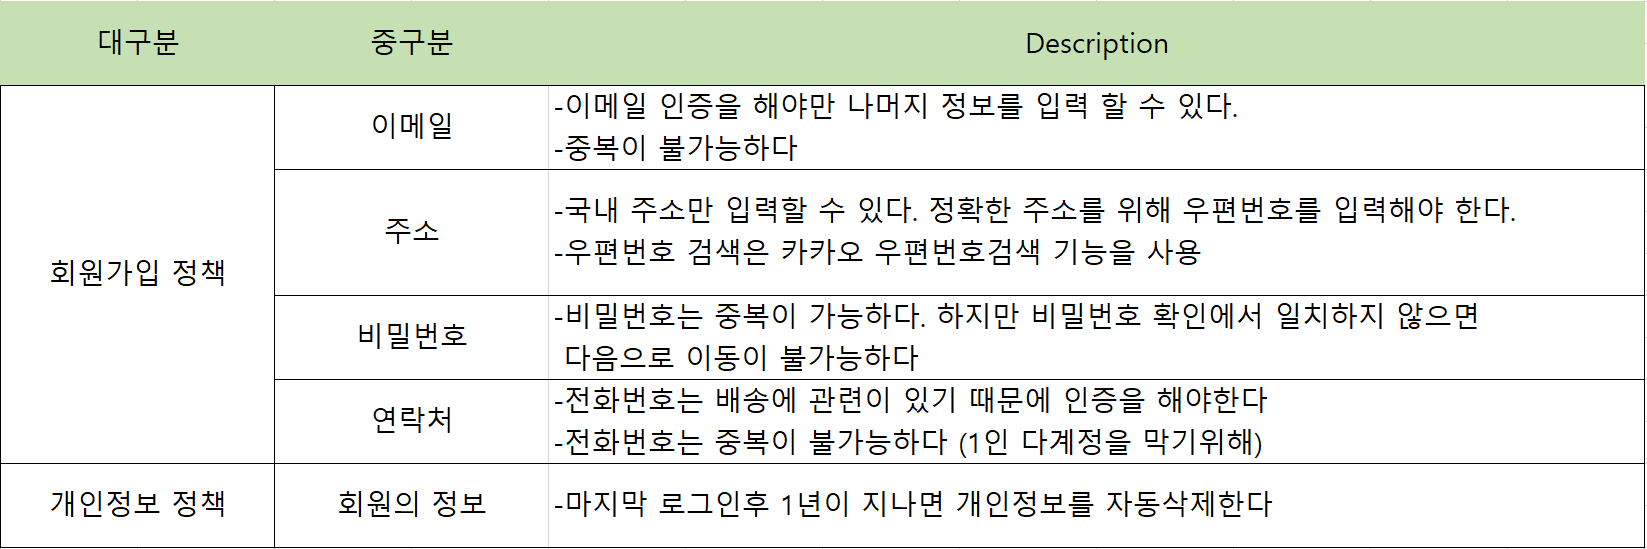 대구분 중구분 Description
회원가입 정책
이메일
-이메일 인증을 해야만 나머지 정보를 입력 할 수 있다.
-중복이 불가능하다
주소
-국내 주소만 입력할 수 있다. 정확한 주소를 위해 우편번호를 입력해야 한다.
-우편번호 검색은 카카오 우편번호검색 기능을 사용
비밀번호
-비밀번호는 중복이 가능하다. 하지만 비밀번호 확인에서 일치하지 않으면
다음으로 이동이 불가능하다
연락처
-전화번호는 배송에 관련이 있기 때문에 인증을 해야한다
-전화번호는 중복이 불가능하다 (1인 다계정을 막기위해)
개인정보 정책
회원의 정보
-마지막 로그인후 1년이 지나면 개인정보를 자동삭제한다